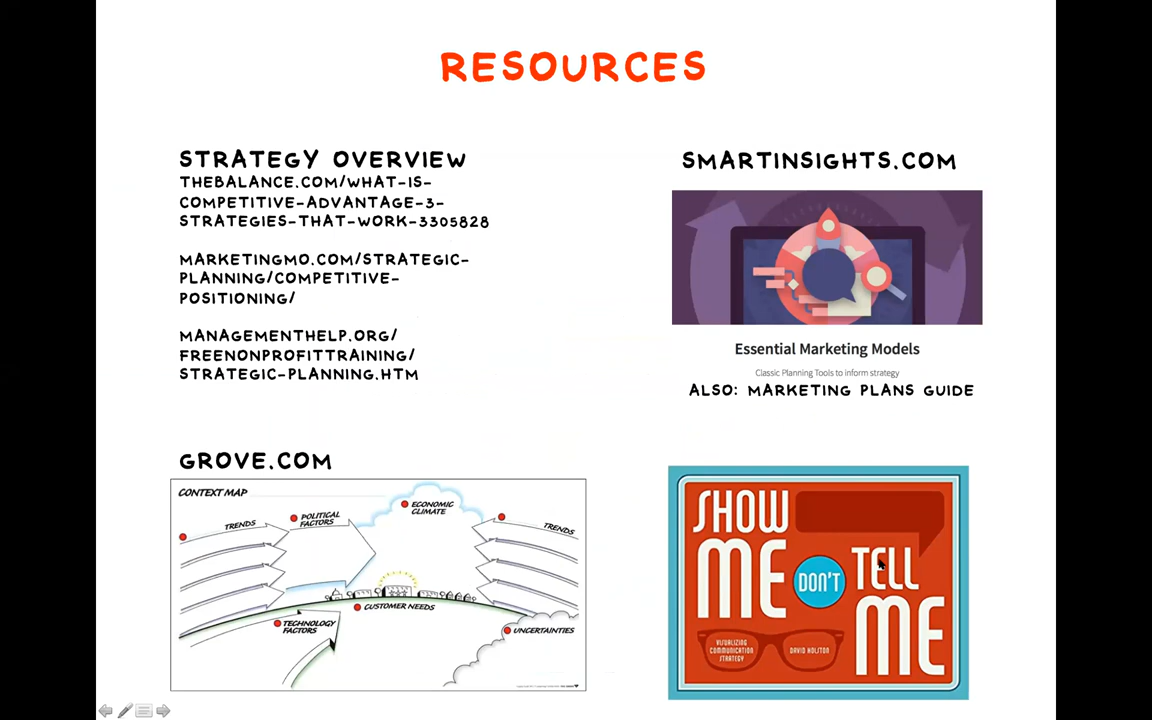 RESOURCES
STRATEGY OVERVIEW
THEBALANCE.COM/WHAT-IS-
COMPETITIVE-ADVANTAGE-3-
STRATEGIES-THAT-WORK-3305828
MARKETINGMO.COM/STRATEGIC-
PLANNING/COMPETITIVE-
POSITIONING/
MANAGEMENTHELP.ORG/
FREENONPROFITTRAINING/
STRATEGIC-PLANNING.HTM
SMARTINSIGHTS.COM
Essential Marketing Models
Classic Planning Tools to inform strategy
ALSO: MARKETING PLANS GUIDE
GROVE.COM
CONTEXT MAP
TRENDS
POLITICAL
FACTORS
ECONOMIC
CLIMATE
TRENDS
CUSTOMER NEEDS
TECHNOLOGY
FACTORS
UNCERTAINTIES
SHOW
ME
DON'T
TELL
ME
VISUALIZING
COMMUNICATION
STRATEGY
DAVID HOLSTON